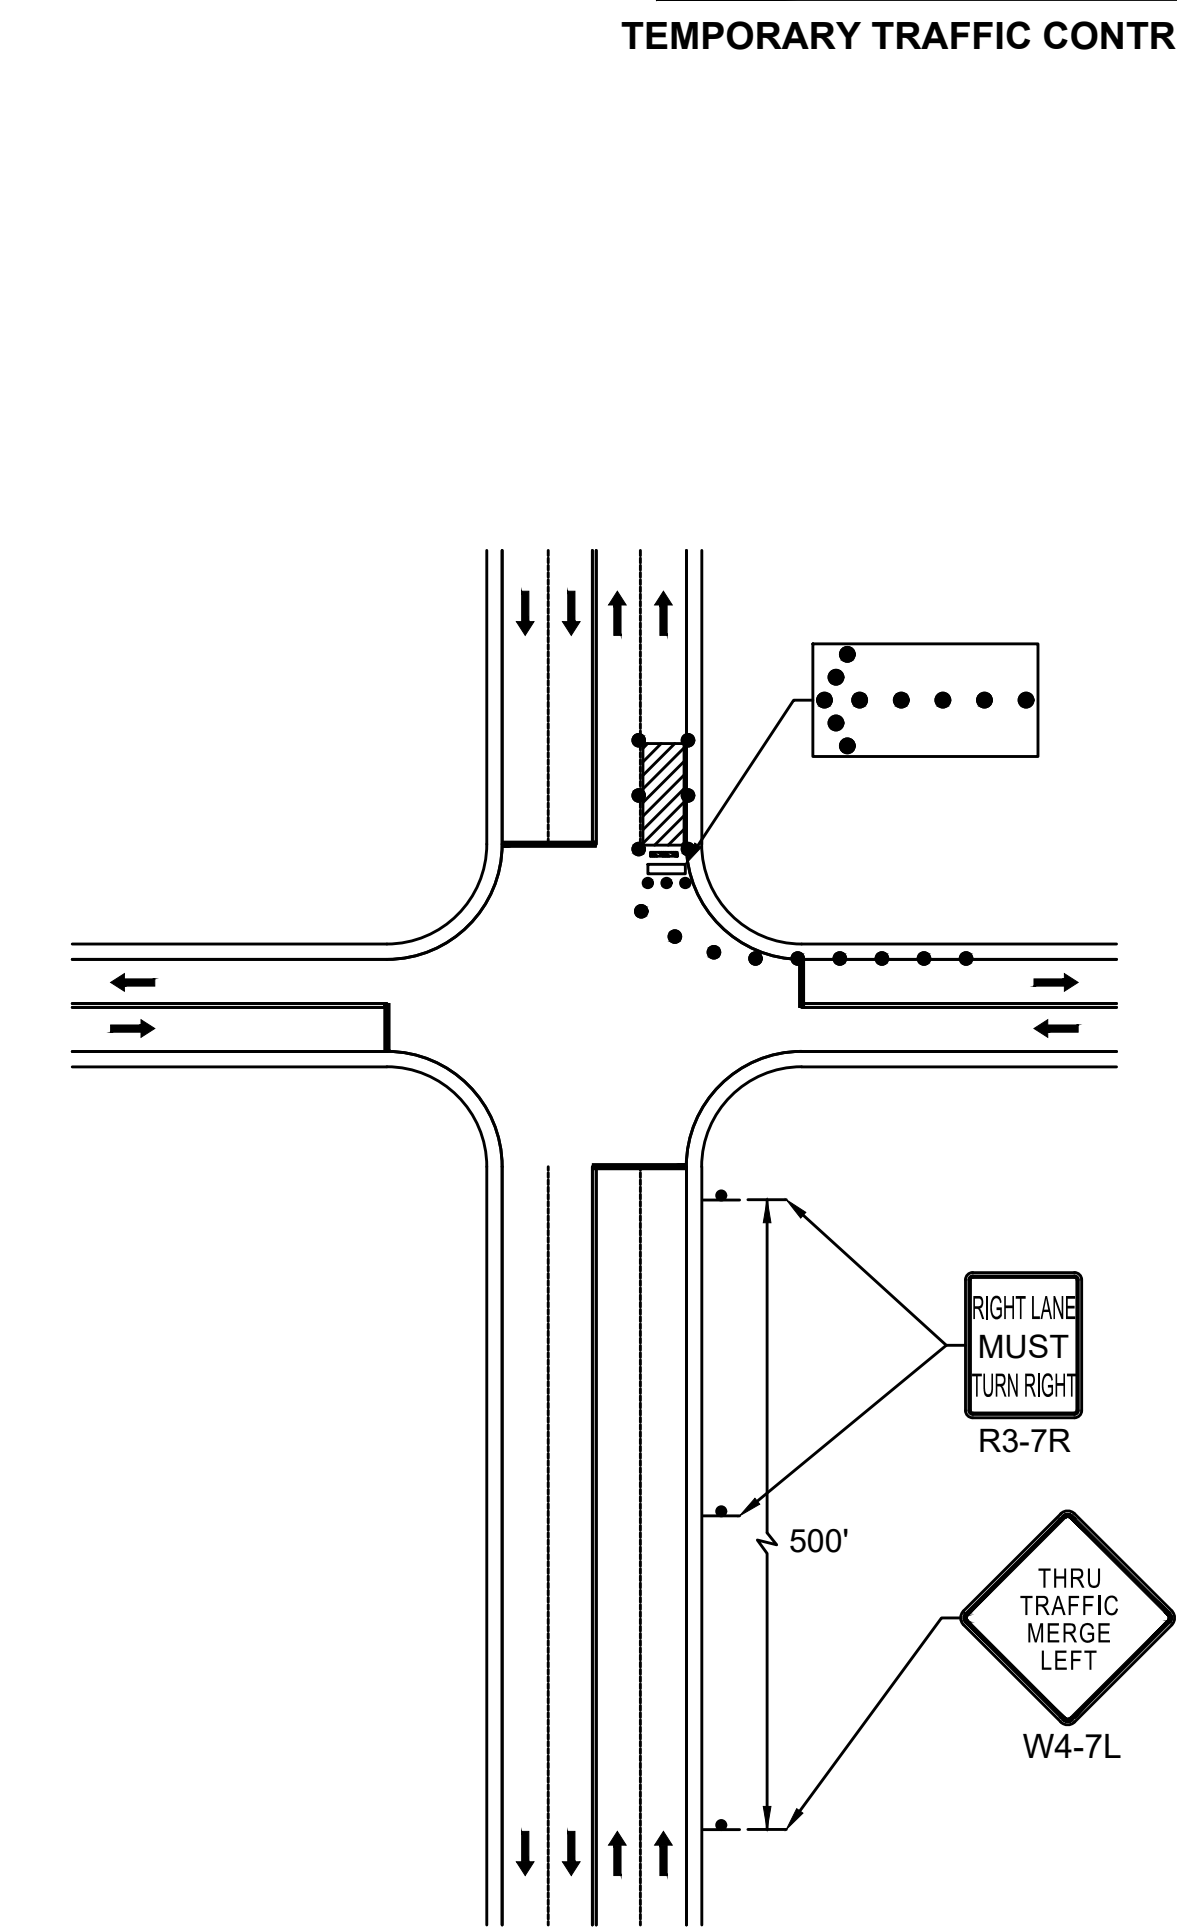 TEMPORARY TRAFFIC CONTR
RIGHT LANE
MUST
TURN RIGHT
R3-7R
500'
THRU
TRAFFIC
MERGE
LEFT
W4-7L